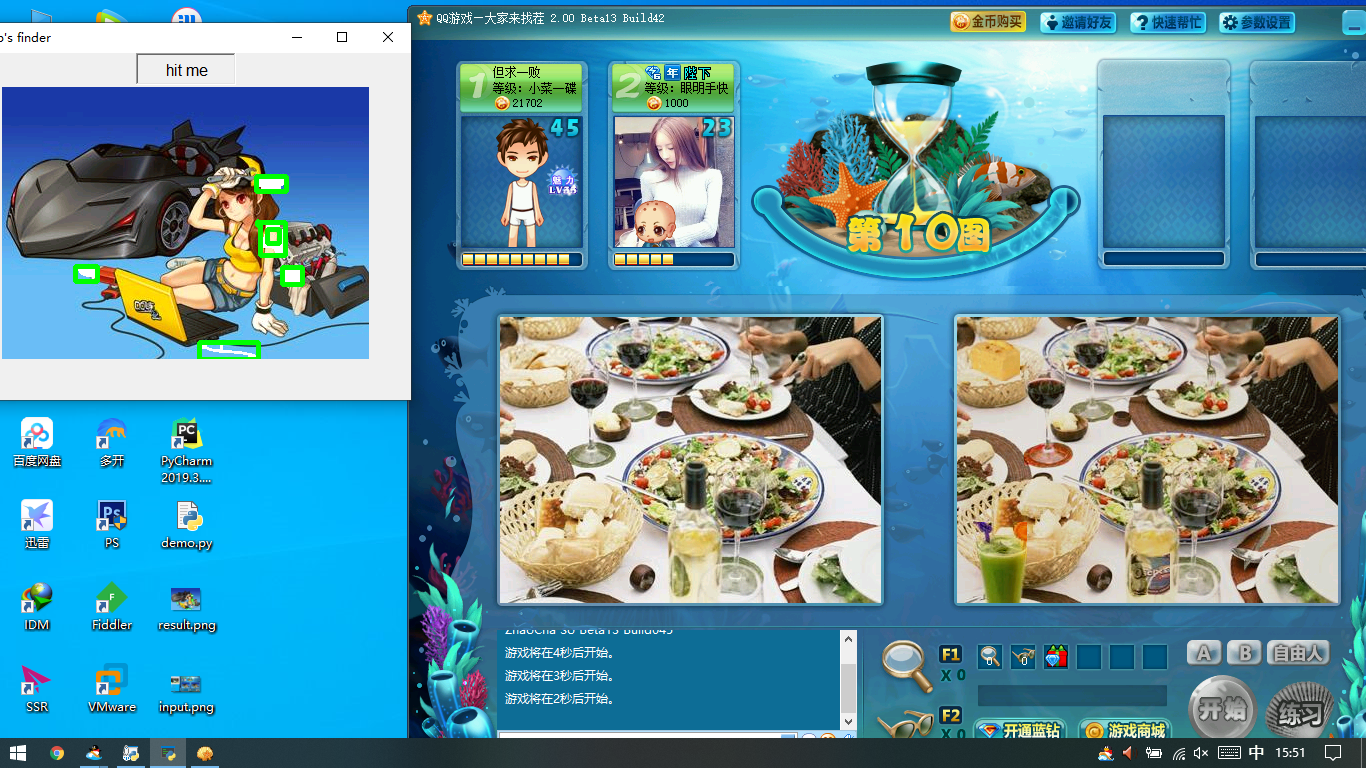 o's finder
hit me
百度网盘
多开
PyCharm
2019.3....
迅雷
Ps
PS
demo.py
IDM
Fiddler
result.png
SSR
VMware
input.png
QQ游戏－大家来找茬 2.00 Beta13 Build42
金币购买
邀请好友
快速帮忙
参数设置
1
但求一败
等级：小菜一碟
21702
45
魅力
2
年
陛下
等级：眼明手快
1000
23
第10图
ZhaoCha So Beta13 Build045
游戏将在4秒后开始。
游戏将在3秒后开始。
游戏将在2秒后开始。
F1
X 0
0
0
A
B
自由人
F2
X 0
开通蓝钻
游戏商城
开始
练习
中
15:51